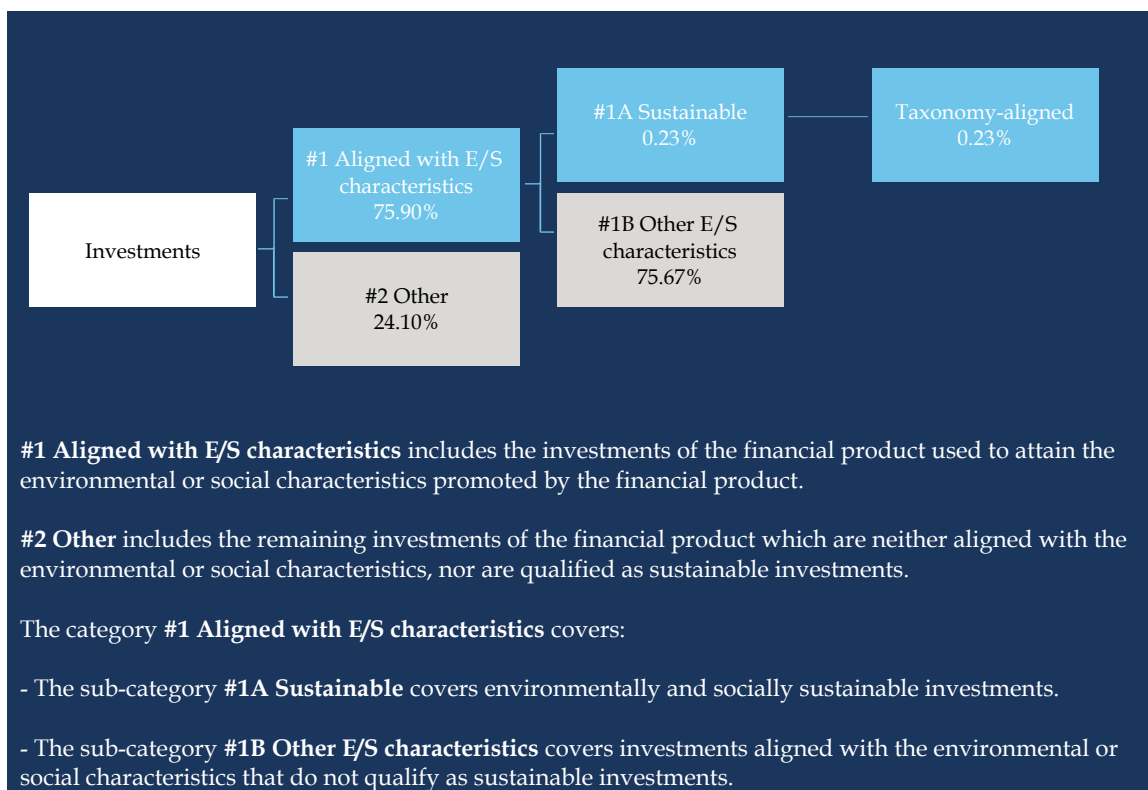 Investments
#1 Aligned with E/S
characteristics
75.90%
#2 Other
24.10%
#1A Sustainable
0.23%
#1B Other E/S
characteristics
75.67%
Taxonomy-aligned
0.23%
#1 Aligned with E/S characteristics includes the investments of the financial product used to attain the
environmental or social characteristics promoted by the financial product.
#2 Other includes the remaining investments of the financial product which are neither aligned with the
environmental or social characteristics, nor are qualified as sustainable investments.
The category #1 Aligned with E/S characteristics covers:
- The sub-category #1A Sustainable covers environmentally and socially sustainable investments.
- The sub-category #1B Other E/S characteristics covers investments aligned with the environmental or
social characteristics that do not qualify as sustainable investments.